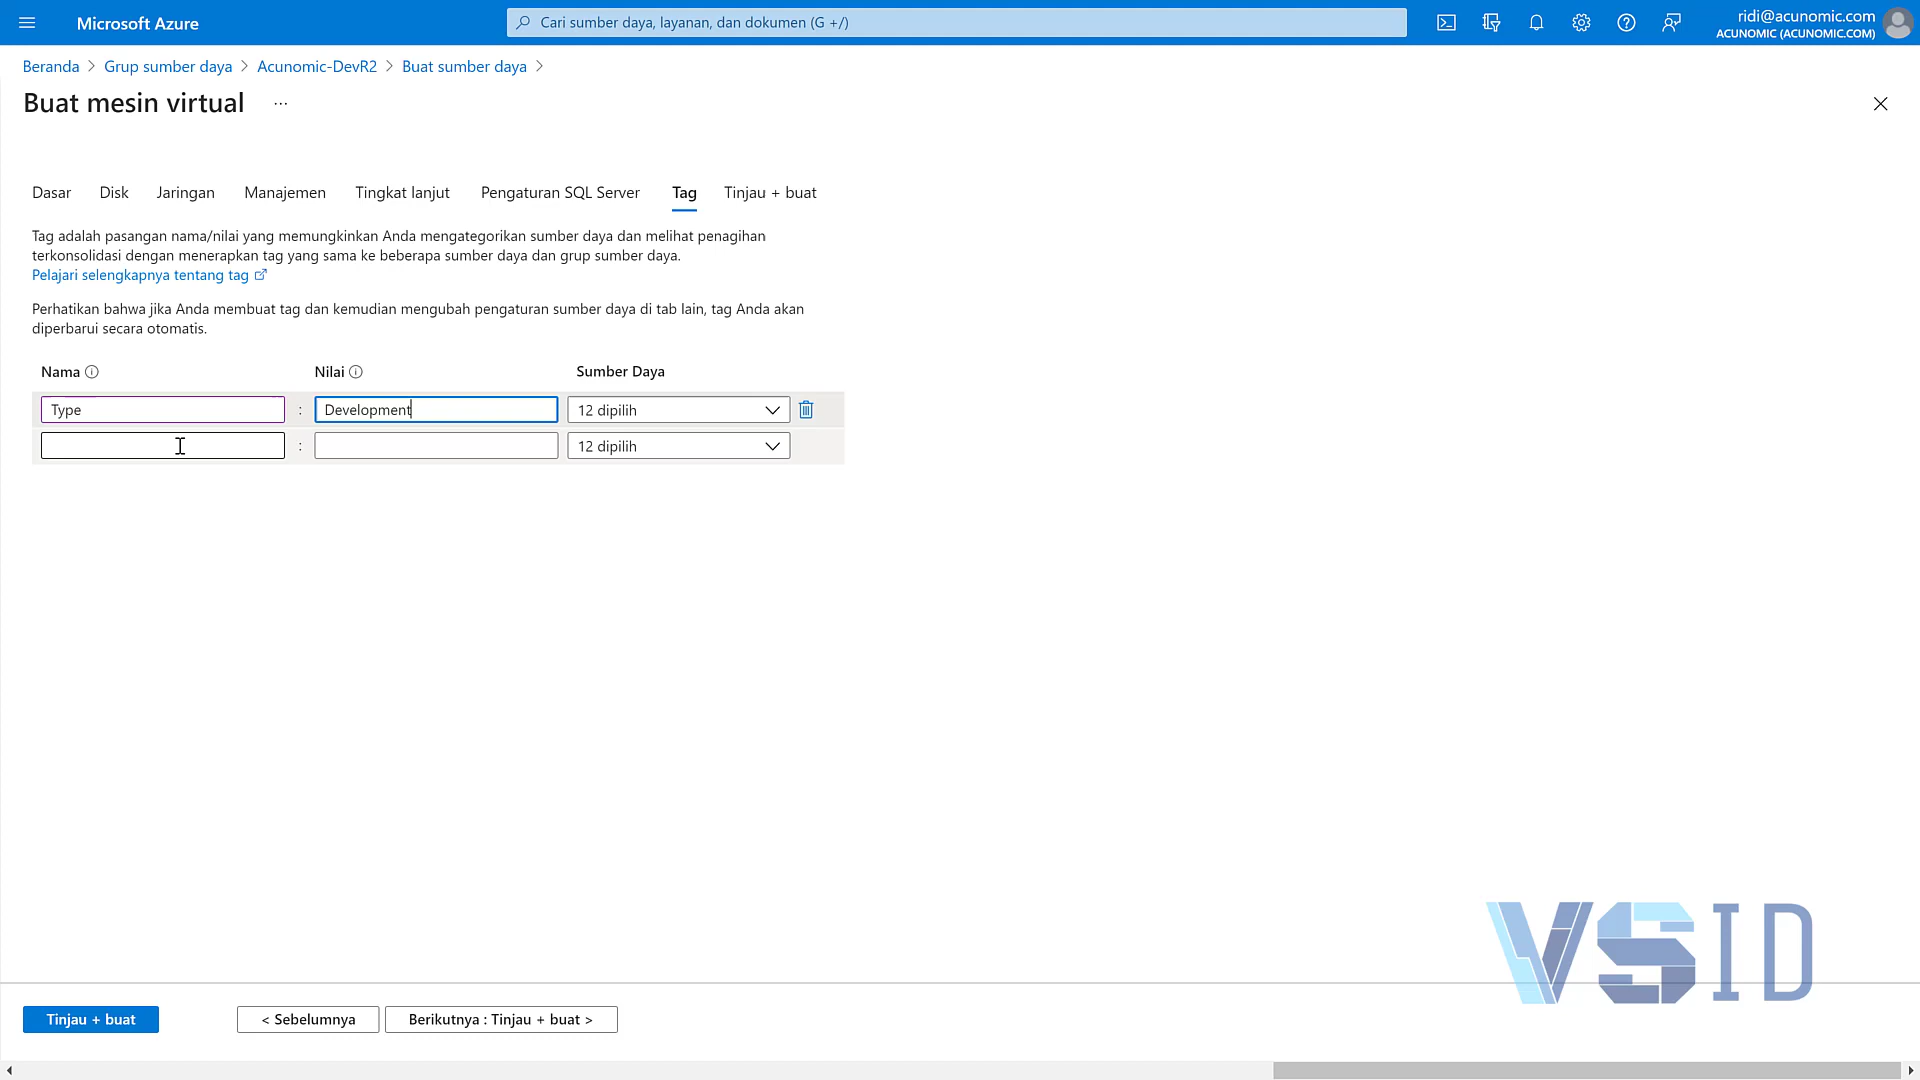 Microsoft Azure
Cari sumber daya, layanan, dan dokumen (G +/)
ridi@acunomic.com
ACUNOMIC (ACUNOMIC.COM)
Beranda > Grup sumber daya > Acunomic-DevR2 > Buat sumber daya >
Buat mesin virtual ...
Dasar Disk Jaringan Manajemen Tingkat lanjut Pengaturan SQL Server Tag Tinjau + buat
Tag adalah pasangan nama/nilai yang memungkinkan Anda mengategorikan sumber daya dan melihat penagihan
terkonsolidasi dengan menerapkan tag yang sama ke beberapa sumber daya dan grup sumber daya.
Pelajari selengkapnya tentang tag
Perhatikan bahwa jika Anda membuat tag dan kemudian mengubah pengaturan sumber daya di tab lain, tag Anda akan
diperbarui secara otomatis.
Nama Nilai Sumber Daya
Type : Development 12 dipilih
: 12 dipilih
VSID
Tinjau + buat < Sebelumnya Berikutnya : Tinjau + buat >